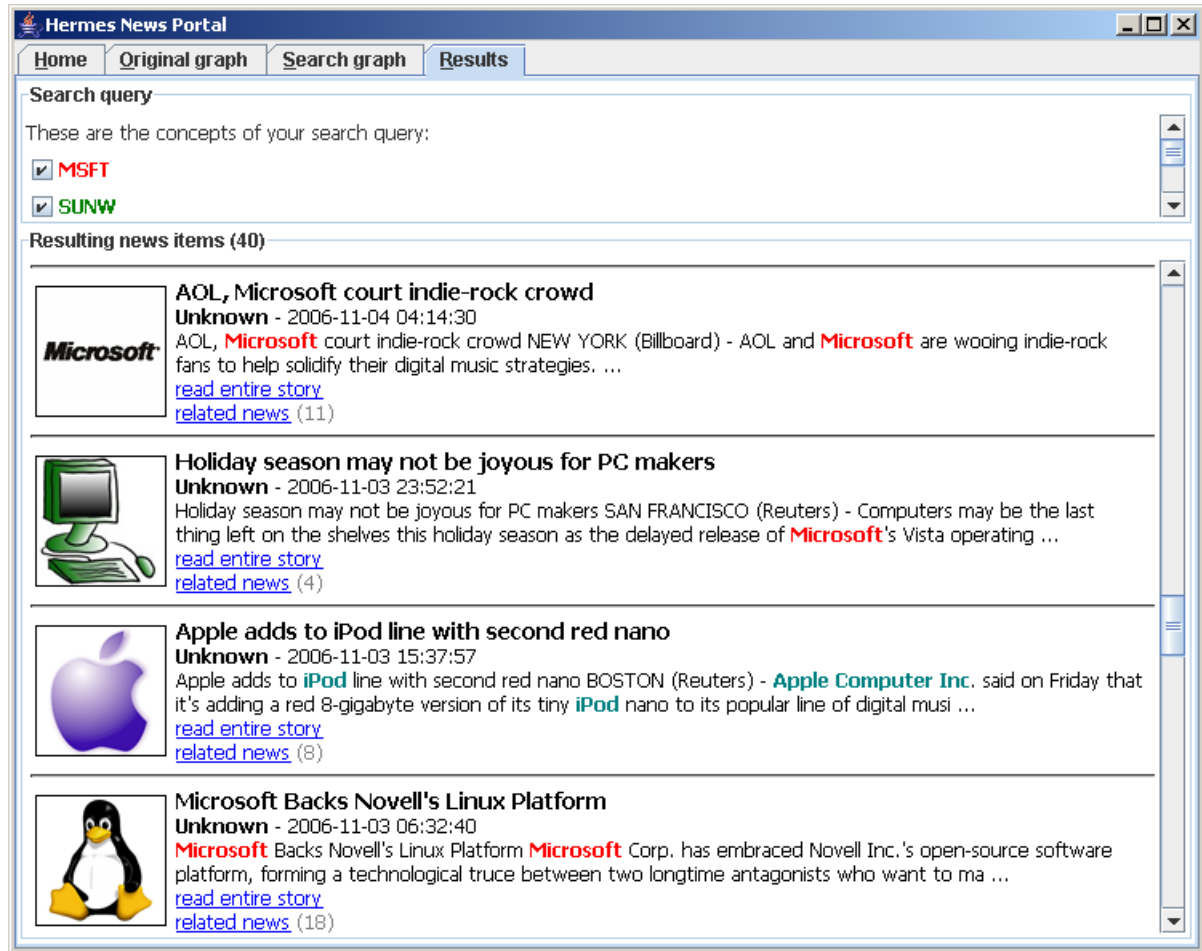 Hermes News Portal
Home Original graph Search graph Results
Search query
These are the concepts of your search query:
MSFT
SUNW
Resulting news items (40)
Microsoft
AOL, Microsoft court indie-rock crowd
Unknown - 2006-11-04 04:14:30
AOL, Microsoft court indie-rock crowd NEW YORK (Billboard) - AOL and Microsoft are wooing indie-rock
fans to help solidify their digital music strategies. ...
read entire story
related news (11)
Holiday season may not be joyous for PC makers
Unknown - 2006-11-03 23:52:21
Holiday season may not be joyous for PC makers SAN FRANCISCO (Reuters) - Computers may be the last
thing left on the shelves this holiday season as the delayed release of Microsoft's Vista operating ...
read entire story
related news (4)
Apple adds to iPod line with second red nano
Unknown - 2006-11-03 15:37:57
Apple adds to iPod line with second red nano BOSTON (Reuters) - Apple Computer Inc. said on Friday that
it's adding a red 8-gigabyte version of its tiny iPod nano to its popular line of digital musi ...
read entire story
related news (8)
Microsoft Backs Novell's Linux Platform
Unknown - 2006-11-03 06:32:40
Microsoft Backs Novell's Linux Platform Microsoft Corp. has embraced Novell Inc.'s open-source software
platform, forming a technological truce between two longtime antagonists who want to ma ...
read entire story
related news (18)